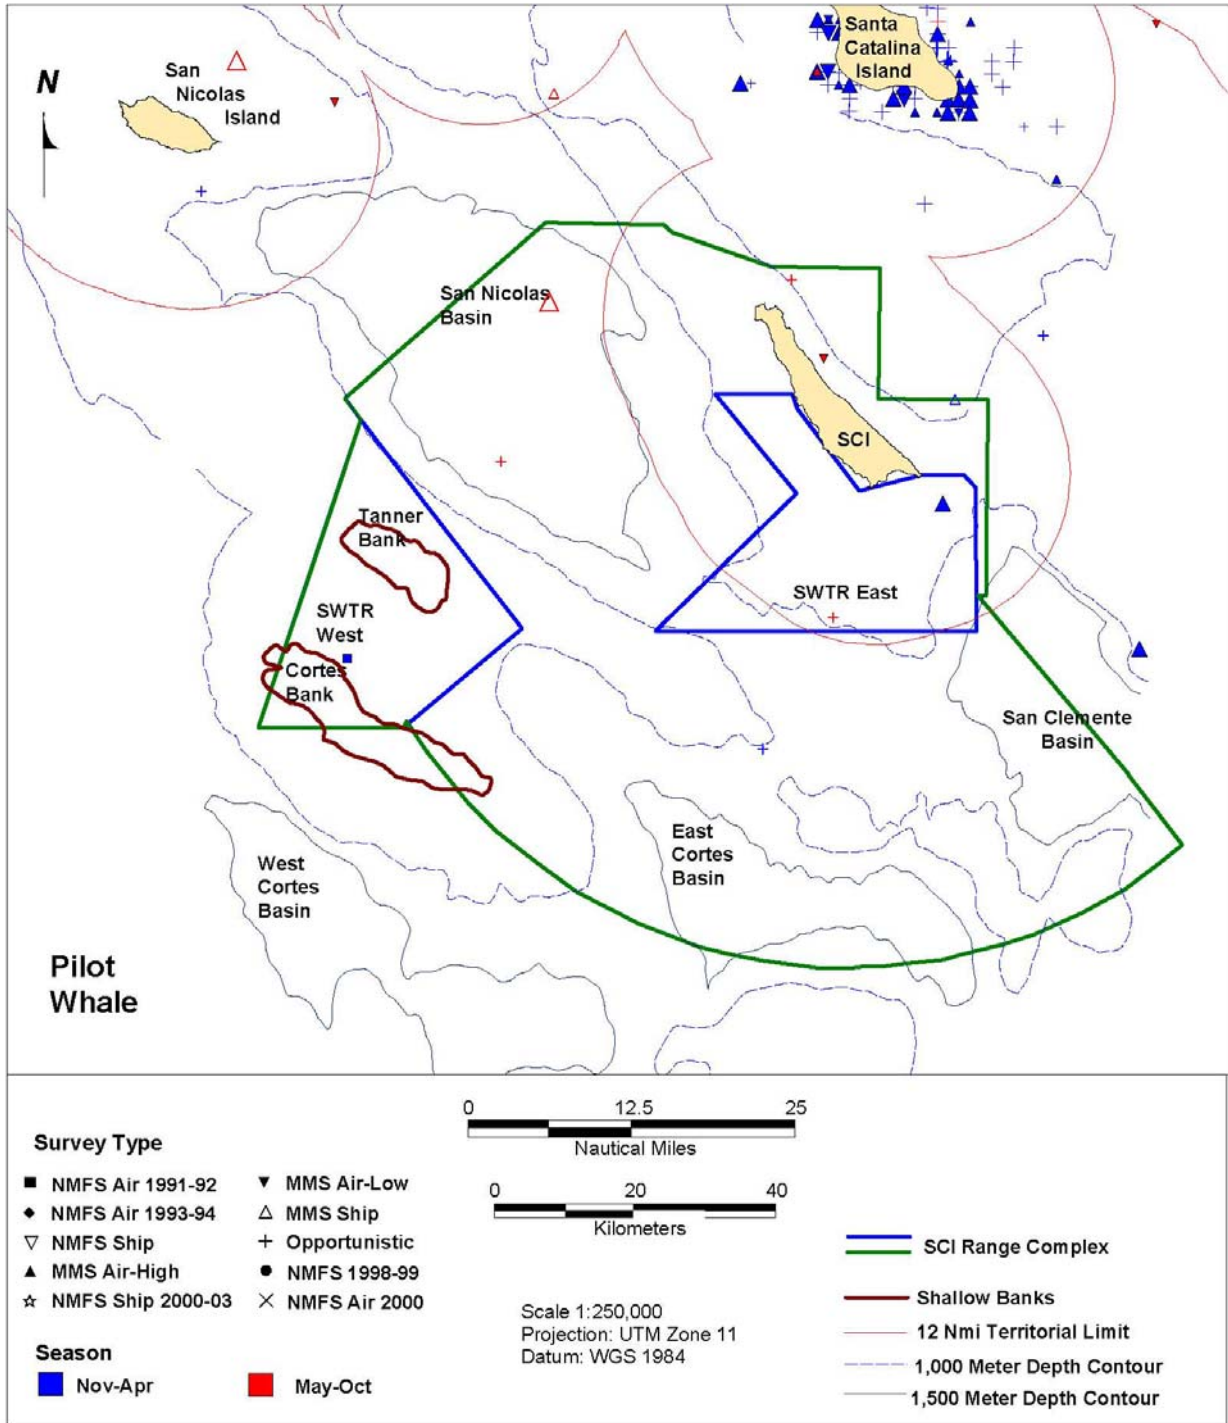 Santa
Catalina
Island
San
Nicolas
Island
N
San Nicolas
Basin
SCI
Tanner
Bank
SWTR East
SWTR
West
Cortes
Bank
San Clemente
Basin
East
Cortes
Basin
West
Cortes
Basin
Pilot
Whale
0 12.5 25
Nautical Miles
Survey Type
NMFS Air 1991-92
NMFS Air 1993-94
NMFS Ship
MMS Air-High
NMFS Ship 2000-03
MMS Air-Low
MMS Ship
Opportunistic
NMFS 1998-99
NMFS Air 2000
0 20 40
Kilometers
Scale 1:250,000
Projection: UTM Zone 11
Datum: WGS 1984
SCI Range Complex
Shallow Banks
12 Nmi Territorial Limit
1,000 Meter Depth Contour
1,500 Meter Depth Contour
Season
Nov-Apr
May-Oct